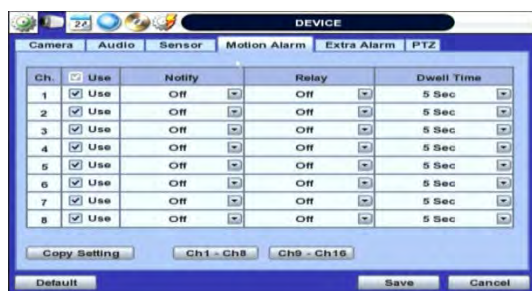 24
DEVICE
Camera Audio Sensor Motion Alarm Extra Alarm PTZ
Ch. Use Notify Relay Dwell Time
1 Use Off Off 5 Sec
2 Use Off Off 5 Sec
3 Use Off Off 5 Sec
4 Use Off Off 5 Sec
5 Use Off Off 5 Sec
6 Use Off Off 5 Sec
7 Use Off Off 5 Sec
8 Use Off Off 5 Sec
Copy Setting Ch1 - Ch8 Ch9 - Ch16
Default Save Cancel